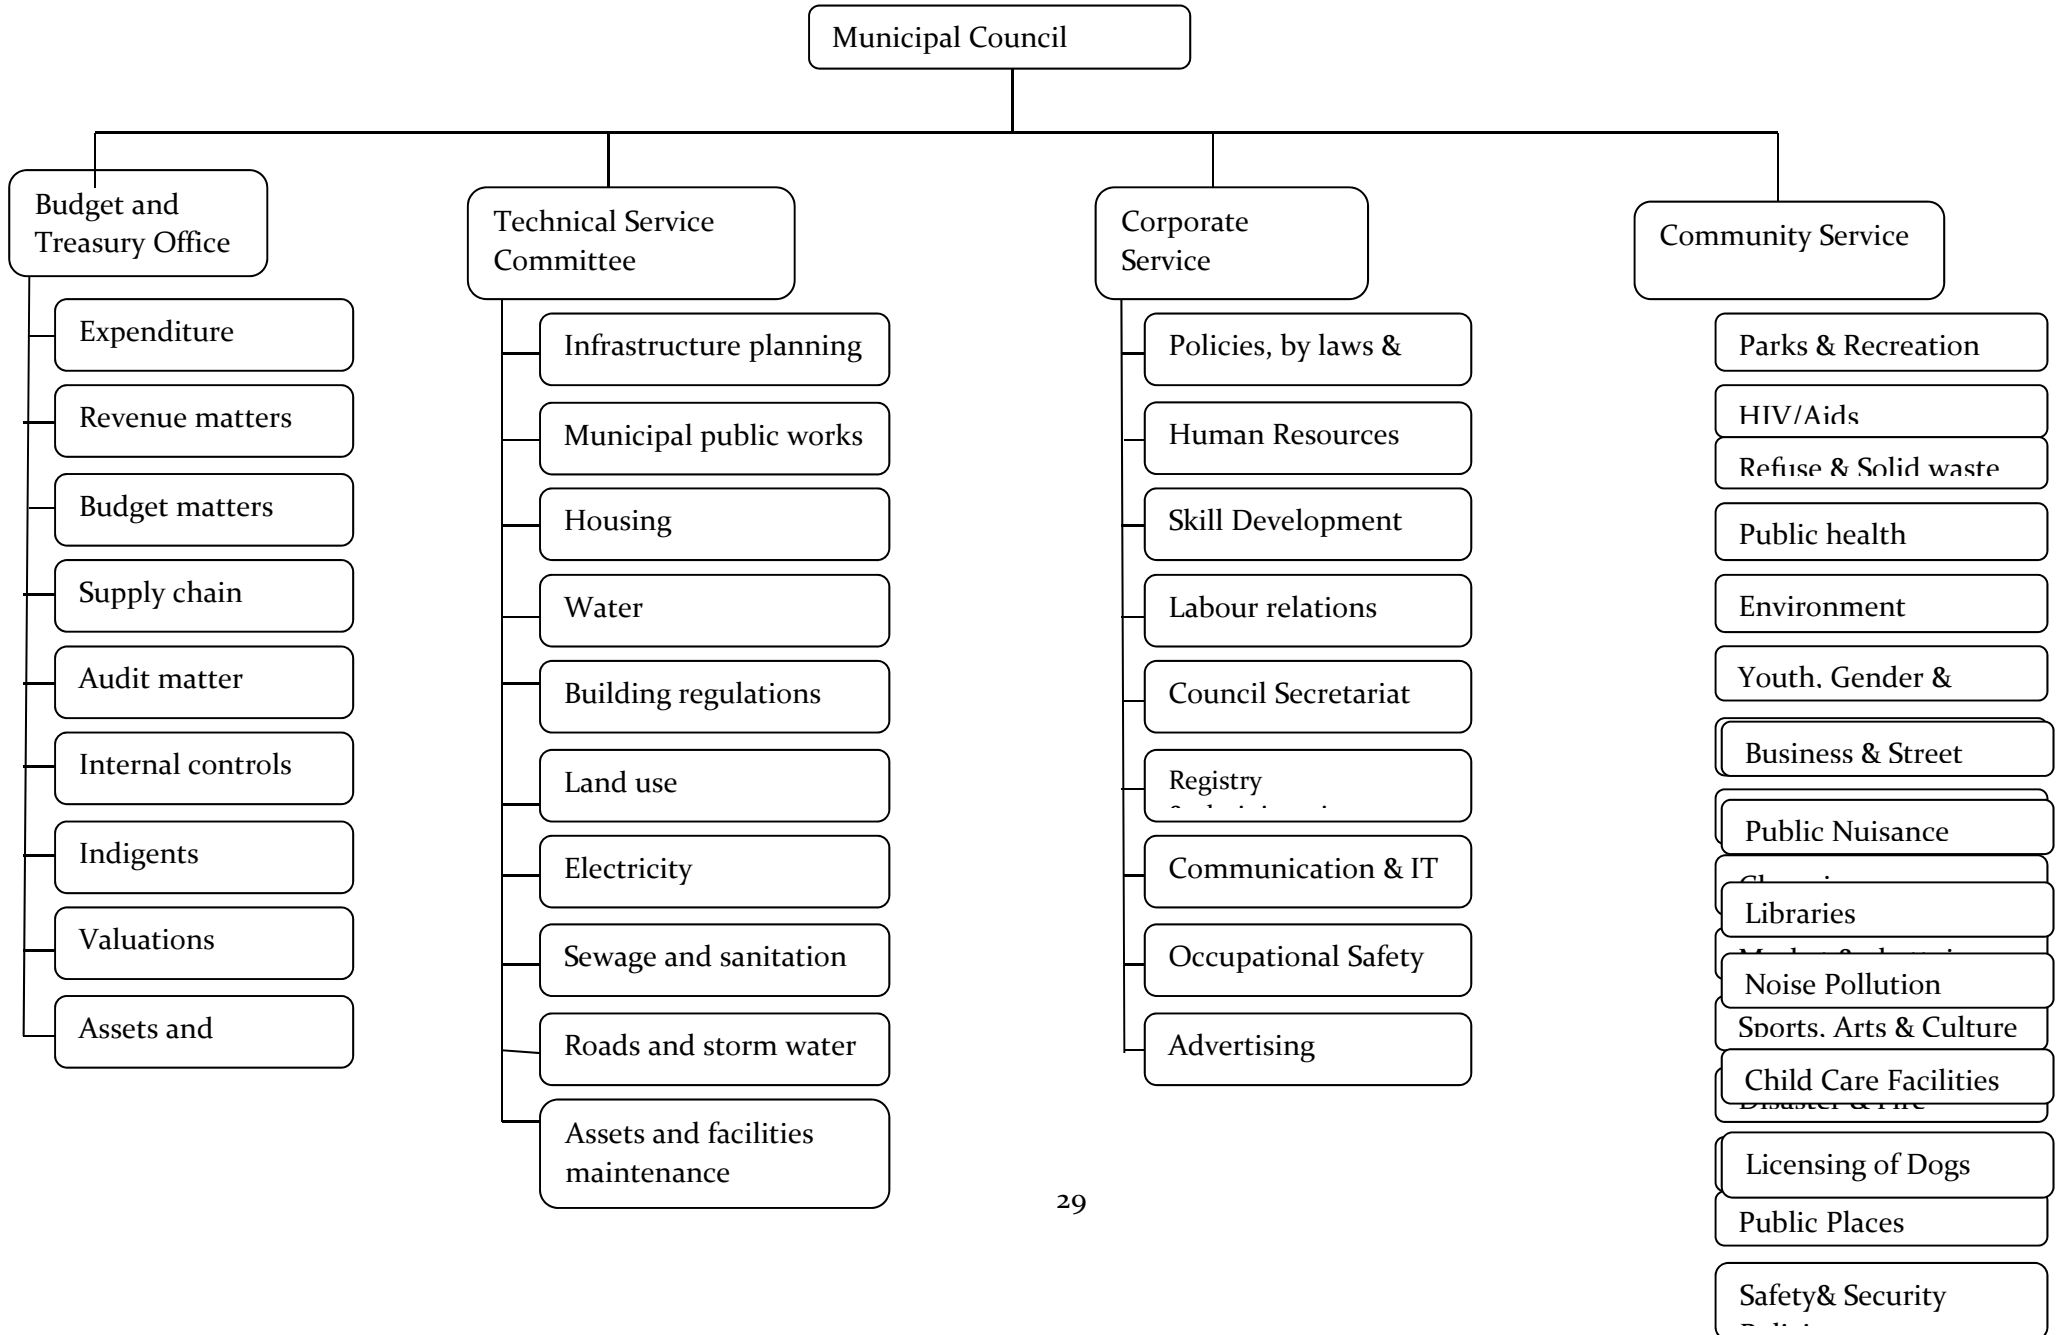 Municipal Council
Budget and
Treasury Office
Expenditure
Revenue matters
Budget matters
Supply chain
Audit matter
Internal controls
Indigents
Valuations
Assets and
Technical Service
Committee
Infrastructure planning
Municipal public works
Housing
Water
Building regulations
Land use
Electricity
Sewage and sanitation
Roads and storm water
Assets and facilities
maintenance
Corporate
Service
Policies, by laws &
Human Resources
Skill Development
Labour relations
Council Secretariat
Registry
Communication & IT
Occupational Safety
Advertising
Community Service
Parks & Recreation
HIV/Aids
Refuse & Solid waste
Public health
Environment
Youth, Gender &
Business & Street
Public Nuisance
Libraries
Noise Pollution
Sports, Arts & Culture
Child Care Facilities
Disaster & Fire
Licensing of Dogs
Public Places
Safety& Security
29